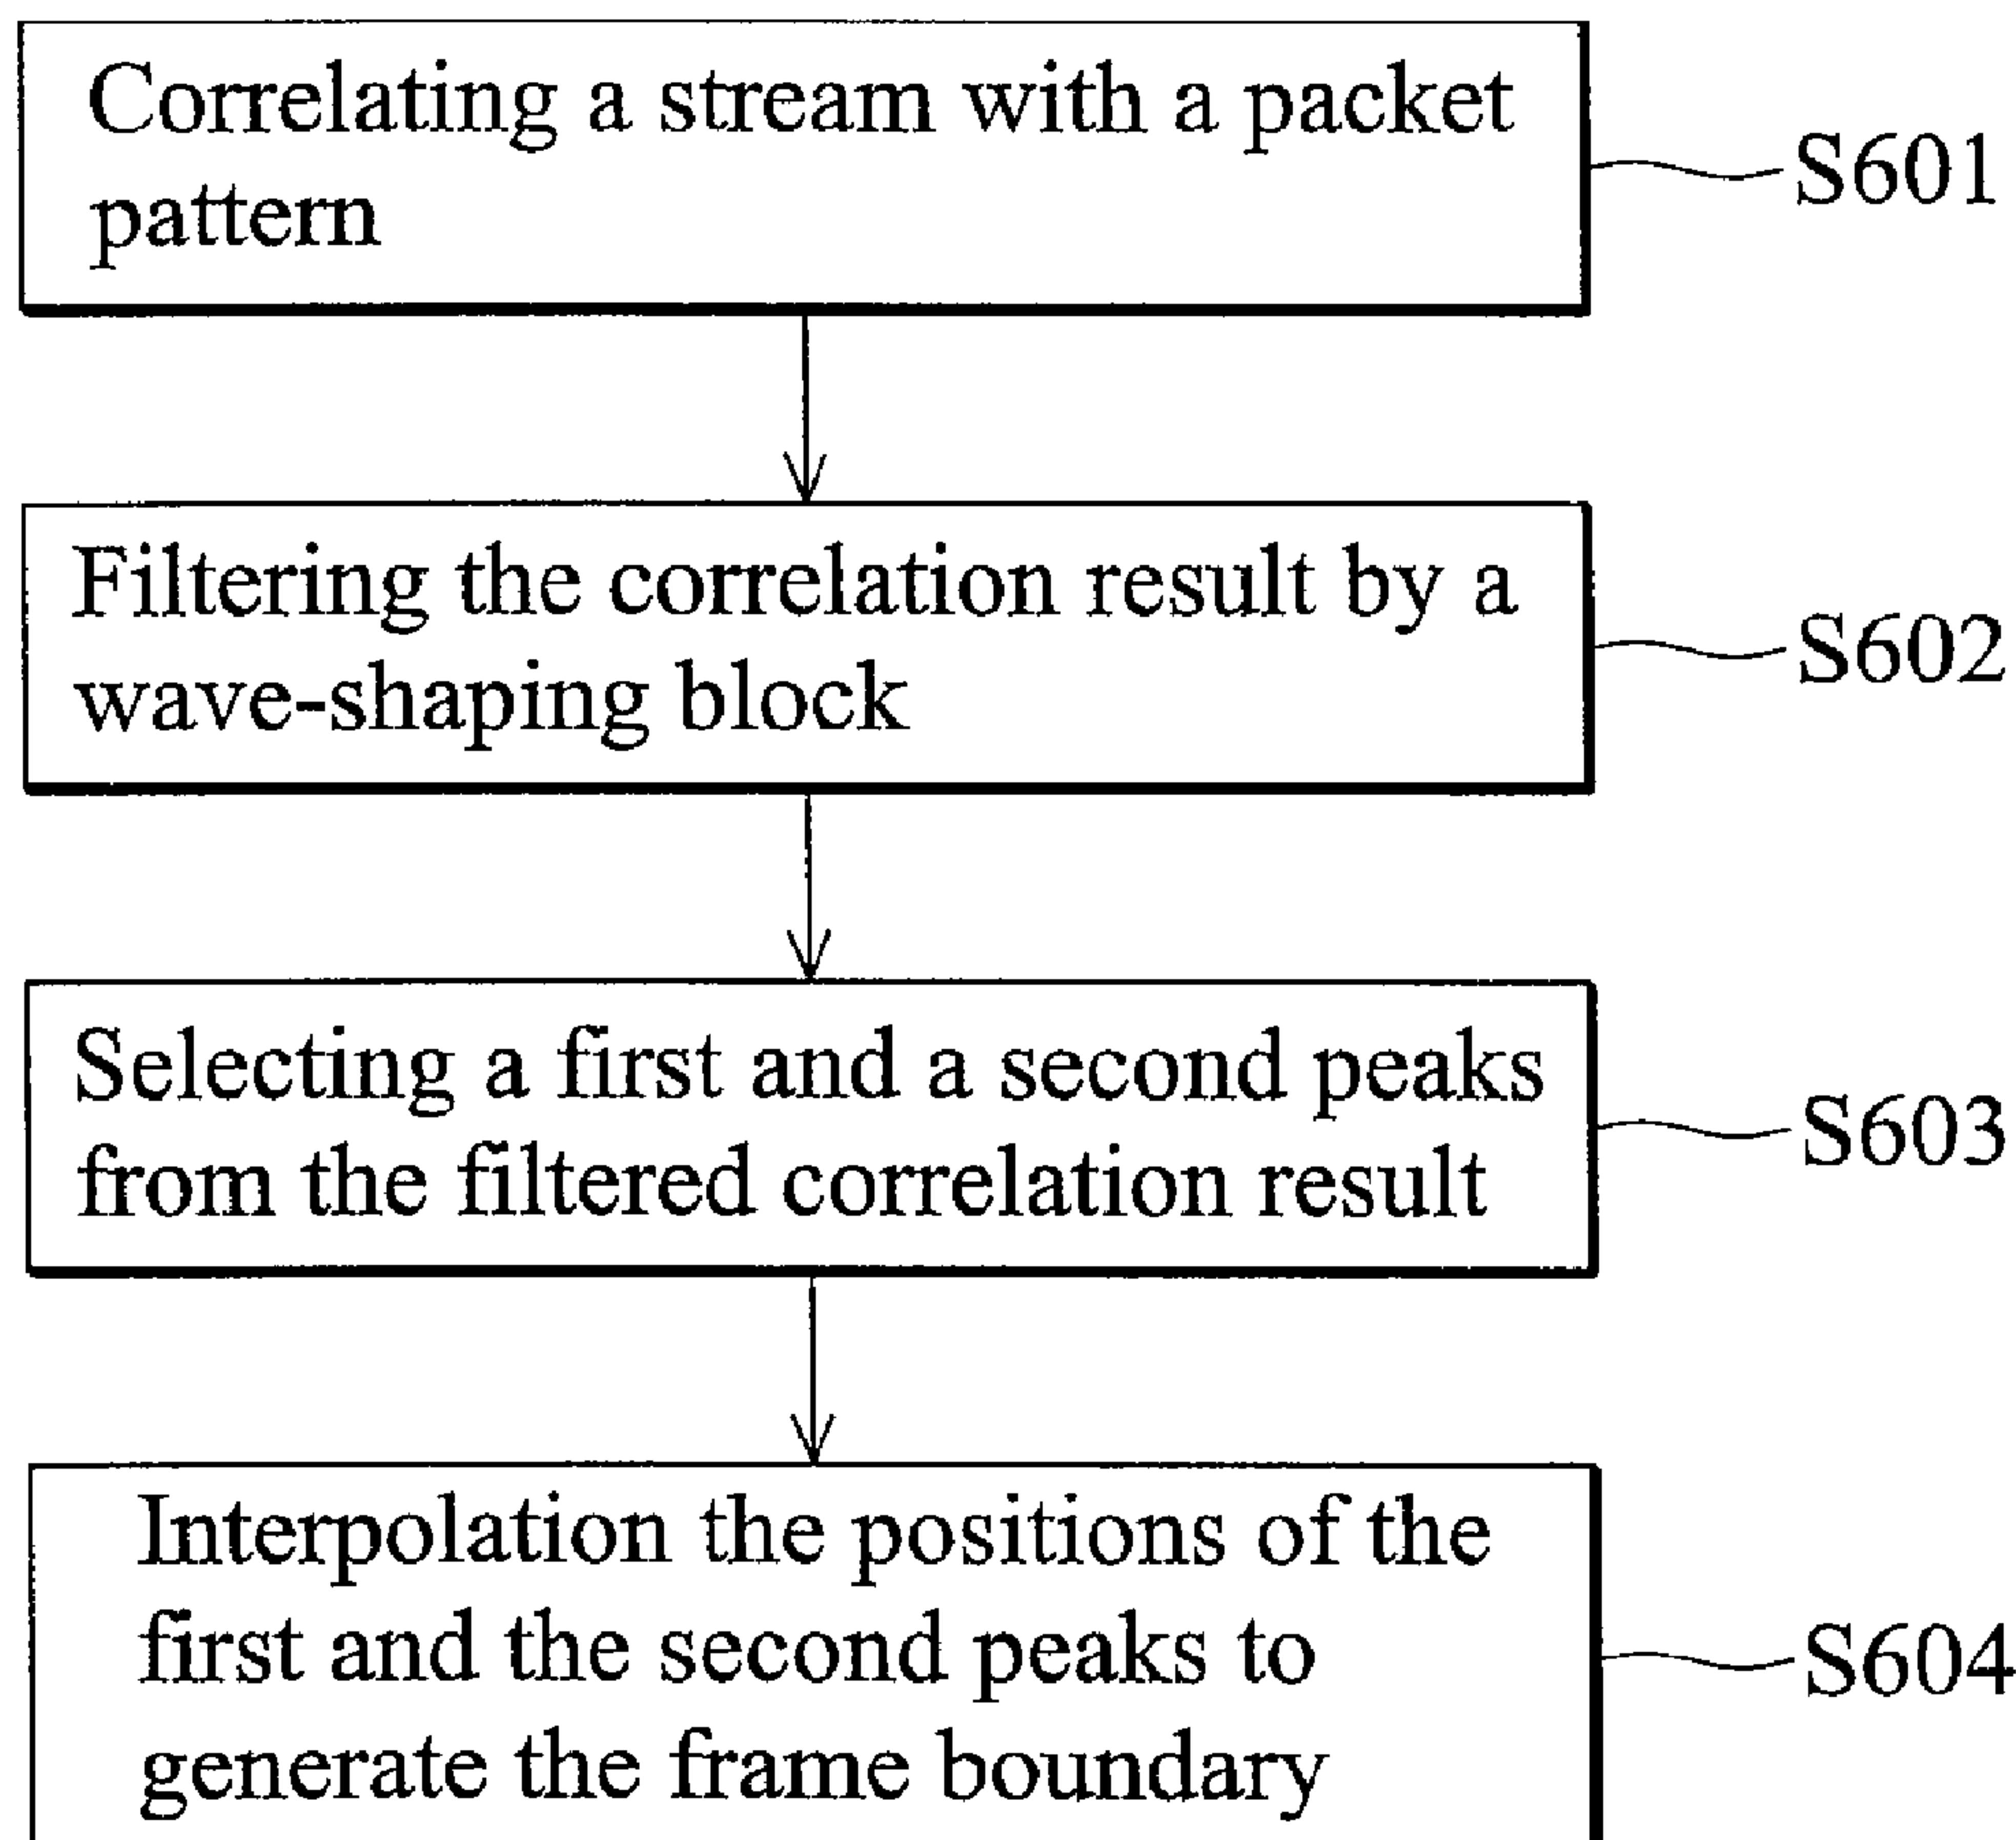 Correlating a stream with a packet
pattern
S601
Filtering the correlation result by a
wave-shaping block
S602
Selecting a first and a second peaks
from the filtered correlation result
S603
Interpolation the positions of the
first and the second peaks to
generate the frame boundary
S604